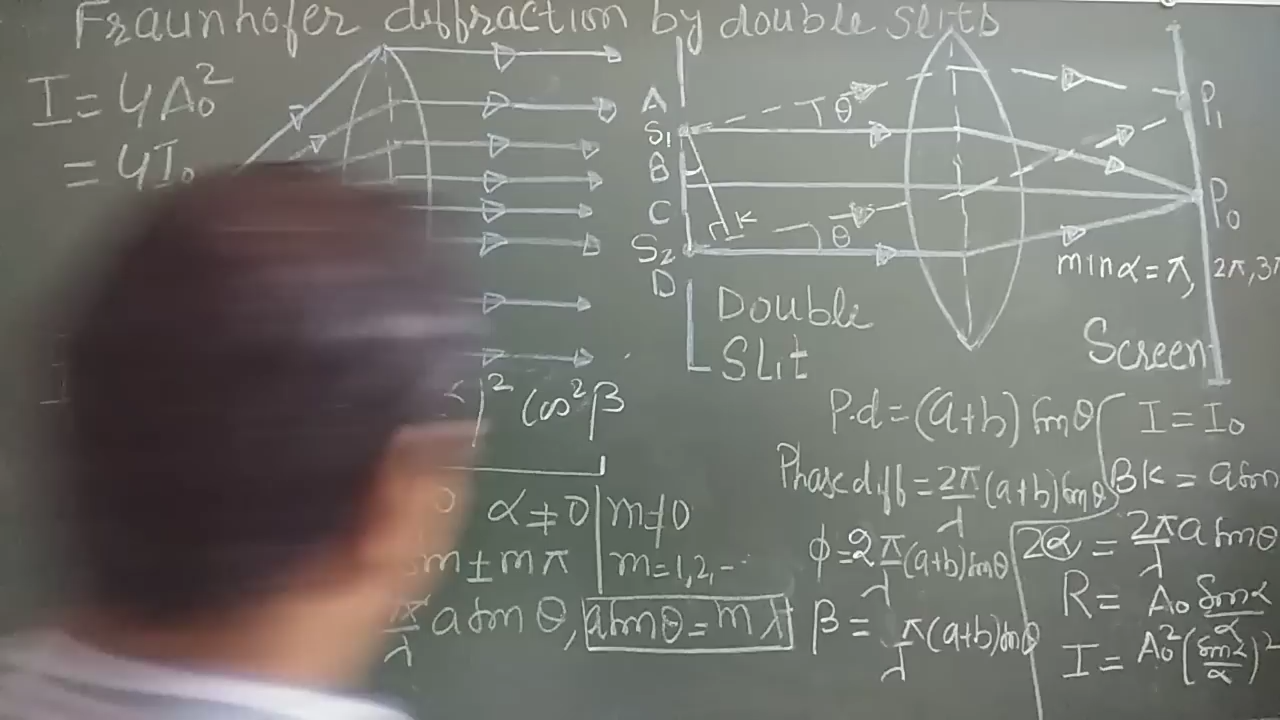 Fraunhofer diffraction by double slits
I = 4A₀²
= 4I₀
A
S₁
B
C
S₂
D
K
θ
θ
P₁
P₀
min α = π, 2π, 3π
Double
Slit
Screen
)² Cos²β
α ≠ 0 | m ≠ 0
± mπ | m = 1, 2, --
a sin θ, a sin θ = mλ
P.d = (a+b) sin θ
Phase diff = 2π/λ (a+b) sin θ
ϕ = 2π/λ (a+b) sin θ
β = π/λ (a+b) sin θ
I = I₀
BK = a sin
2α = 2π/λ a sin θ
R = A₀ sin α/α
I = A₀² (sin α/α)²